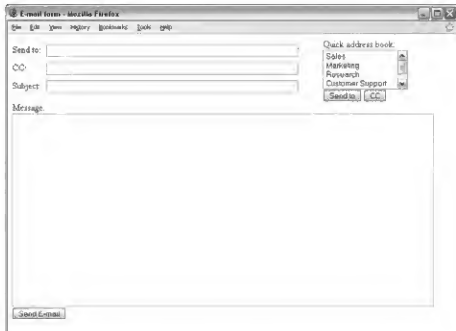 E-mail form - Mozilla Firefox
File Edit View History Bookmarks Tools Help
Send to:
CC:
Subject:
Quick address book:
Sales
Marketing
Research
Customer Support
Send to CC
Message:
Send E-mail